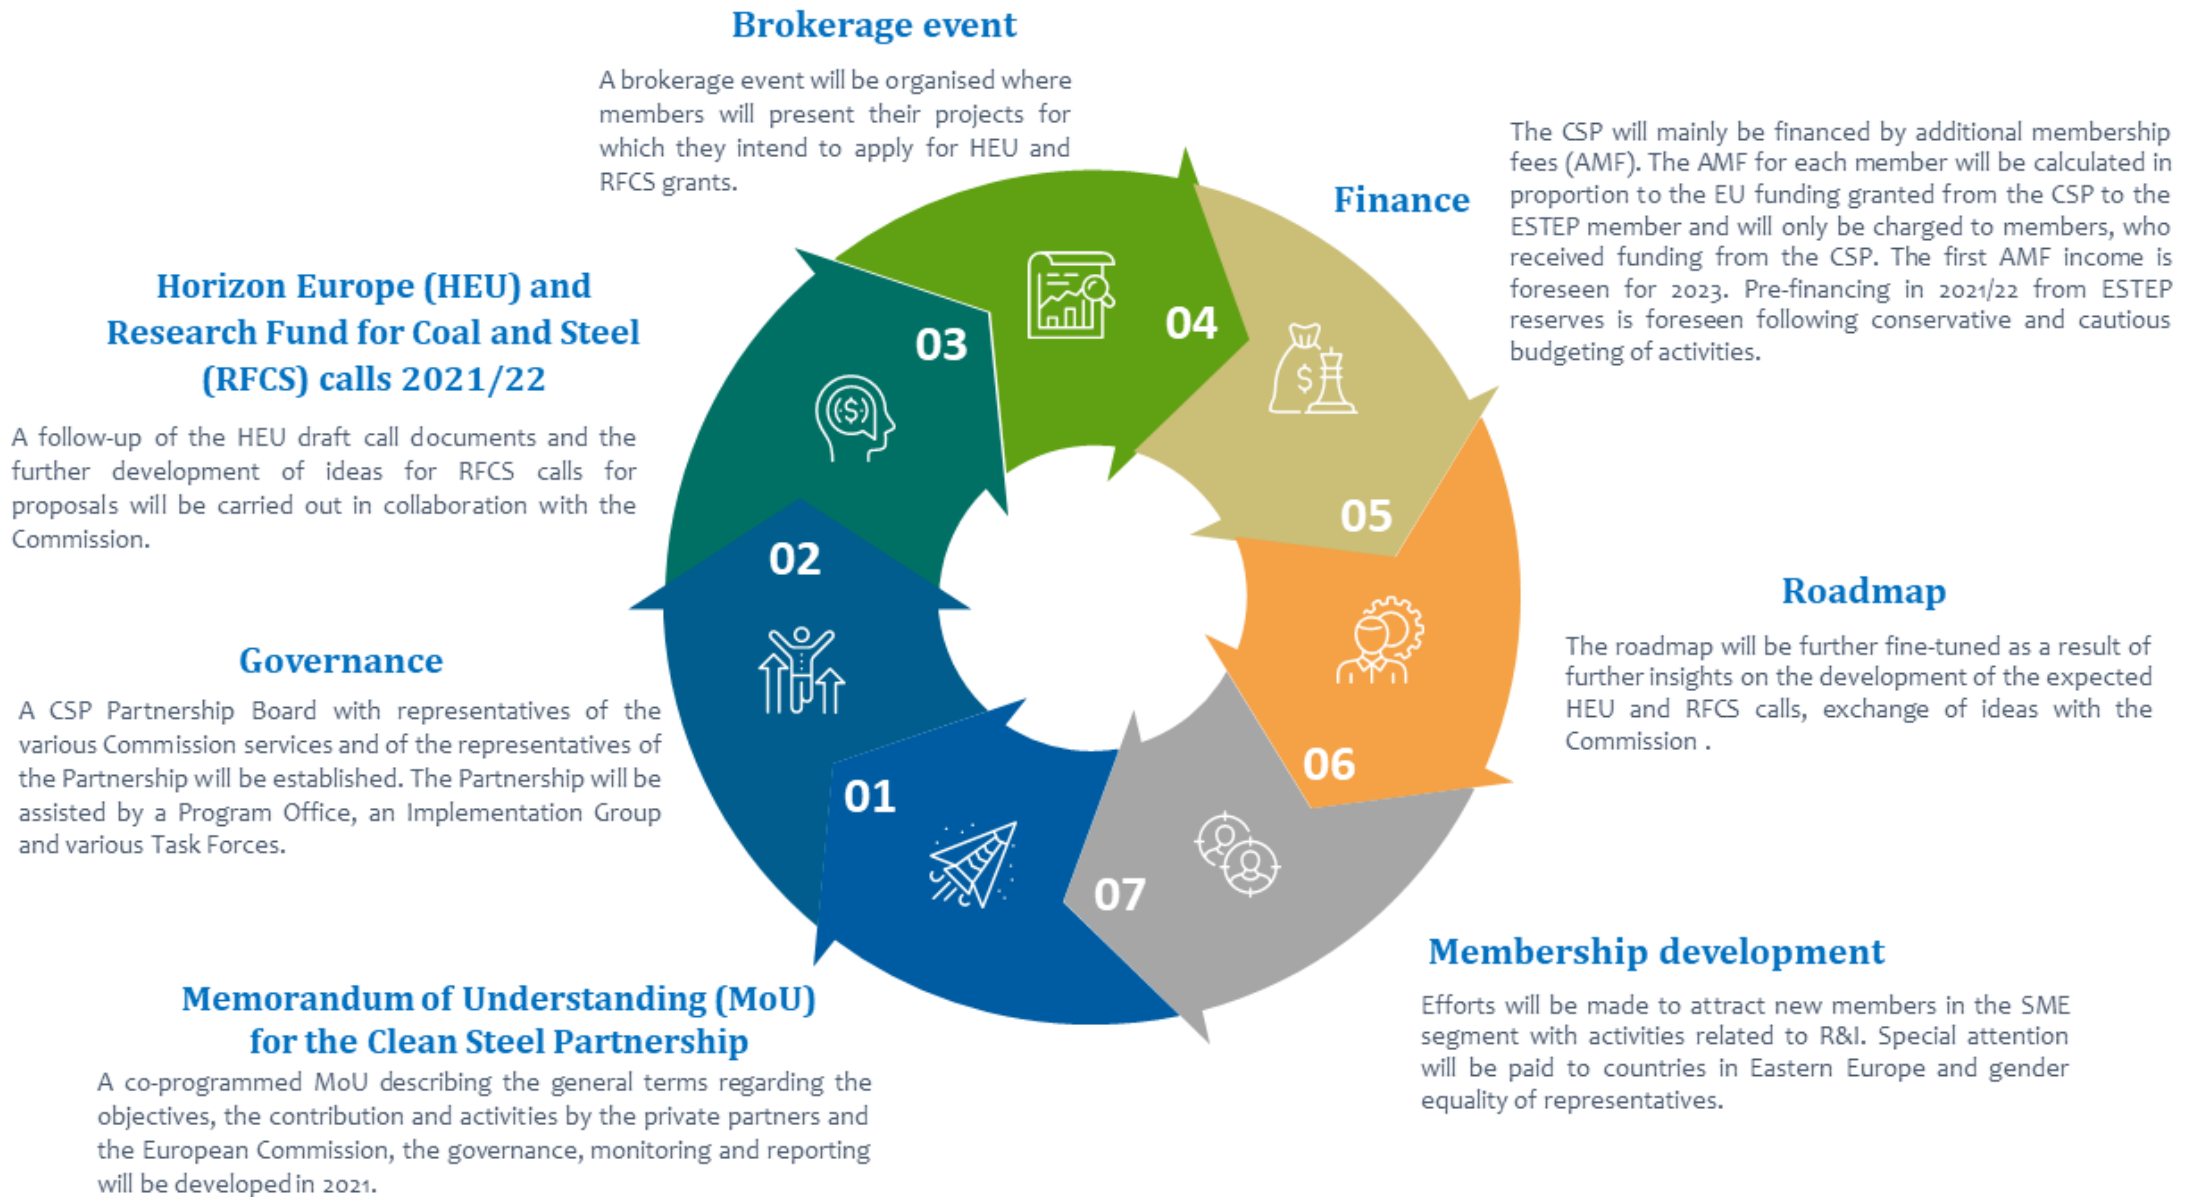 Brokerage event
A brokerage event will be organised where
members will present their projects for
which they intend to apply for HEU and
RFCS grants.
Finance
The CSP will mainly be financed by additional membership
fees (AMF). The AMF for each member will be calculated in
proportion to the EU funding granted from the CSP to the
ESTEP member and will only be charged to members, who
received funding from the CSP. The first AMF income is
foreseen for 2023. Pre-financing in 2021/22 from ESTEP
reserves is foreseen following conservative and cautious
budgeting of activities.
Horizon Europe (HEU) and
Research Fund for Coal and Steel
(RFCS) calls 2021/22
A follow-up of the HEU draft call documents and the
further development of ideas for RFCS calls for
proposals will be carried out in collaboration with the
Commission.
03
04
$
$
05
02
Roadmap
The roadmap will be further fine-tuned as a result of
further insights on the development of the expected
HEU and RFCS calls, exchange of ideas with the
Commission .
Governance
A CSP Partnership Board with representatives of the
various Commission services and of the representatives of
the Partnership will be established. The Partnership will be
assisted by a Program Office, an Implementation Group
and various Task Forces.
06
01
07
Membership development
Efforts will be made to attract new members in the SME
segment with activities related to R&I. Special attention
will be paid to countries in Eastern Europe and gender
equality of representatives.
Memorandum of Understanding (MoU)
for the Clean Steel Partnership
A co-programmed MoU describing the general terms regarding the
objectives, the contribution and activities by the private partners and
the European Commission, the governance, monitoring and reporting
will be developed in 2021.